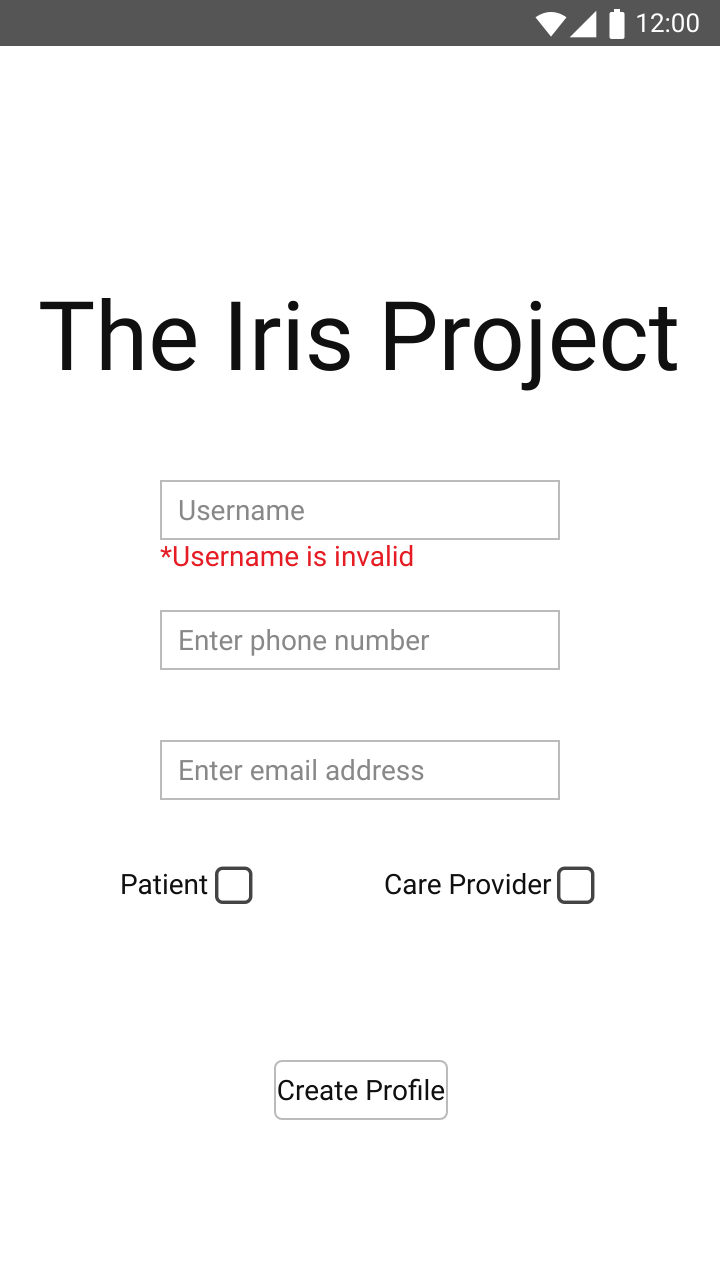 12:00
The Iris Project
Username
*Username is invalid
Enter phone number
Enter email address
Patient
Care Provider
Create Profile